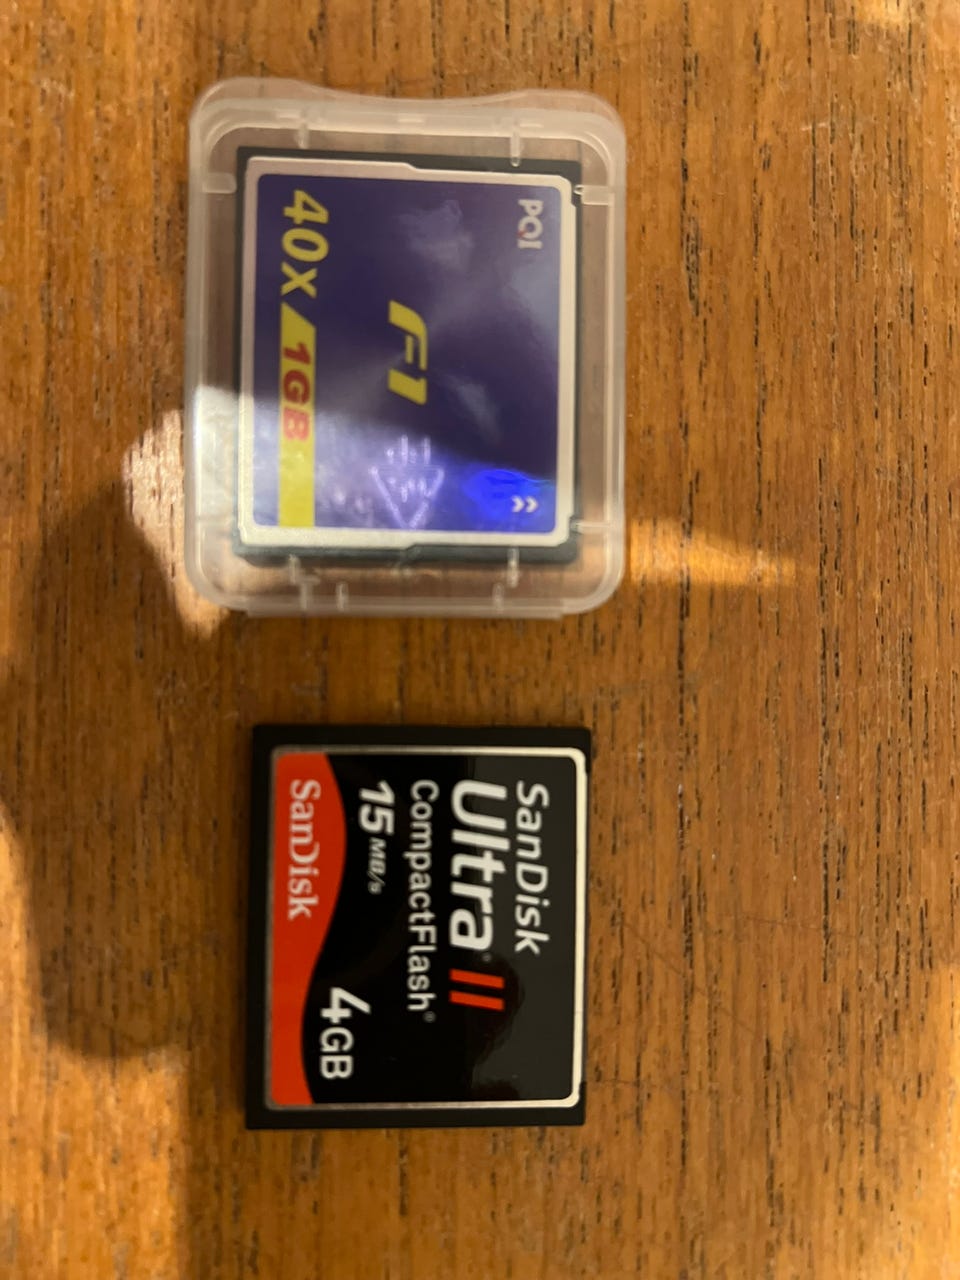 PQI
F1
40X 1GB
SanDisk
Ultra® II
CompactFlash®
15 MB/s
4GB
SanDisk